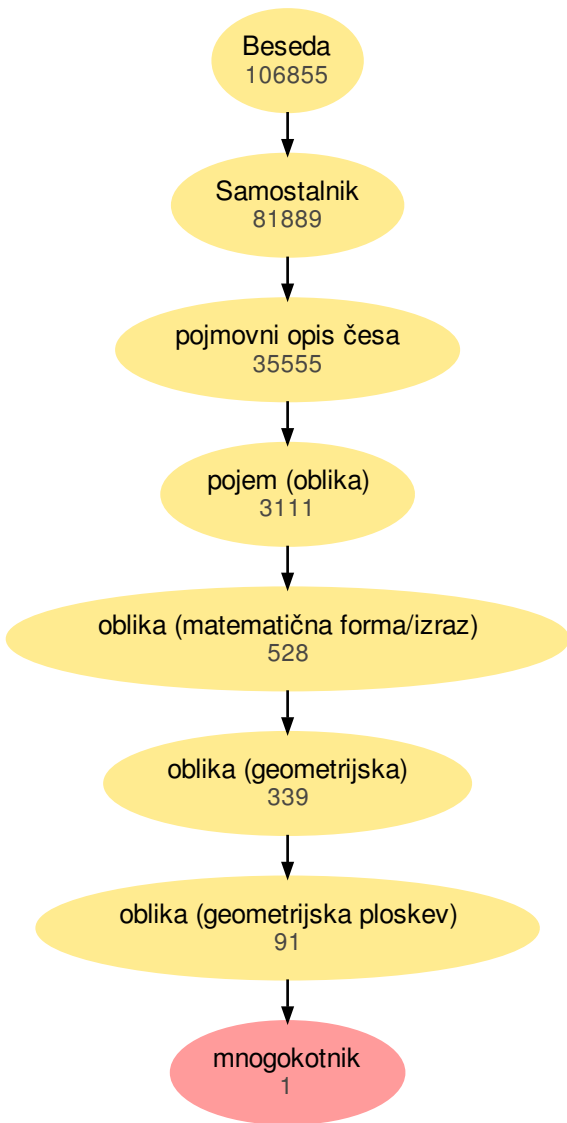 Beseda
106855
Samostalnik
81889
pojmovni opis česa
35555
pojem (oblika)
3111
oblika (matematična forma/izraz)
528
oblika (geometrijska)
339
oblika (geometrijska ploskev)
91
mnogokotnik
1